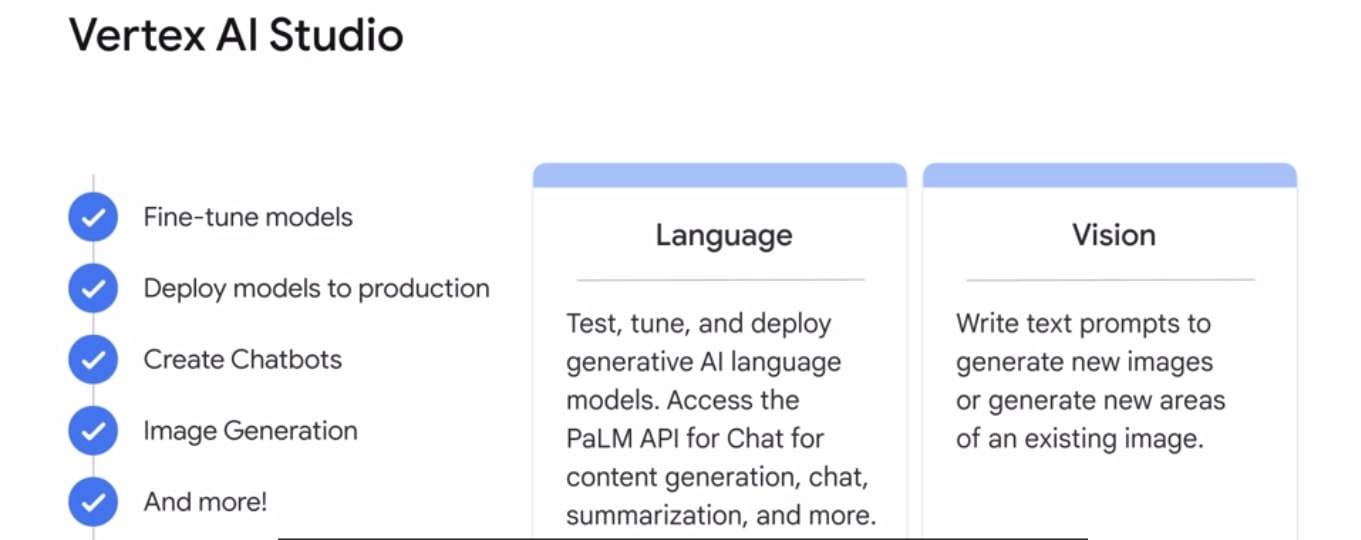 Vertex AI Studio
Fine-tune models
Deploy models to production
Create Chatbots
Image Generation
And more!
Language
Test, tune, and deploy
generative AI language
models. Access the
PaLM API for Chat for
content generation, chat,
summarization, and more.
Vision
Write text prompts to
generate new images
or generate new areas
of an existing image.